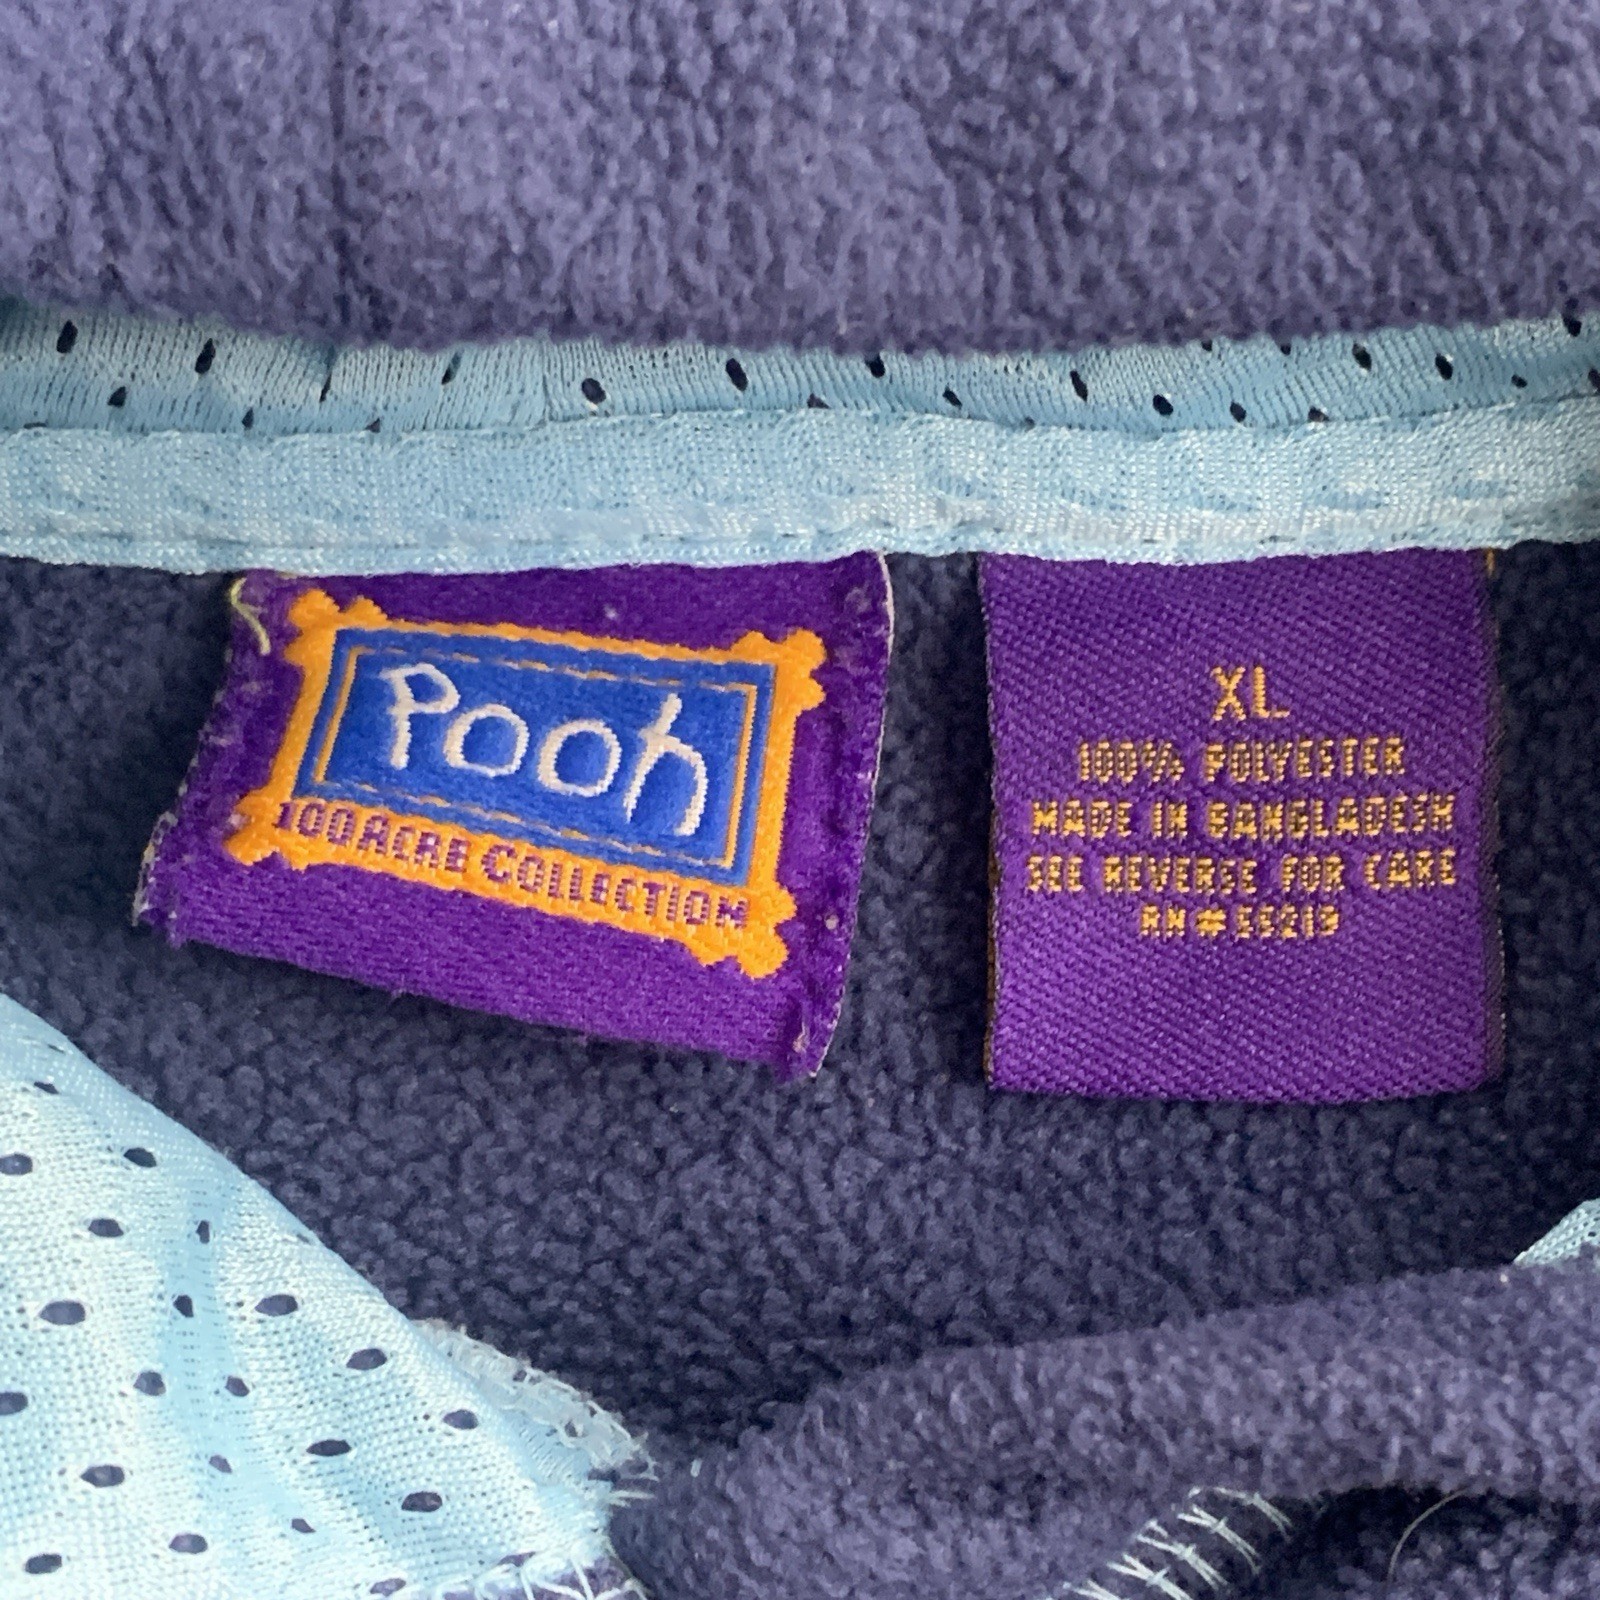 Pooh
100 ACRE COLLECTION
XL
100% POLYESTER
MADE IN BANGLADESH
SEE REVERSE FOR CARE
RN#